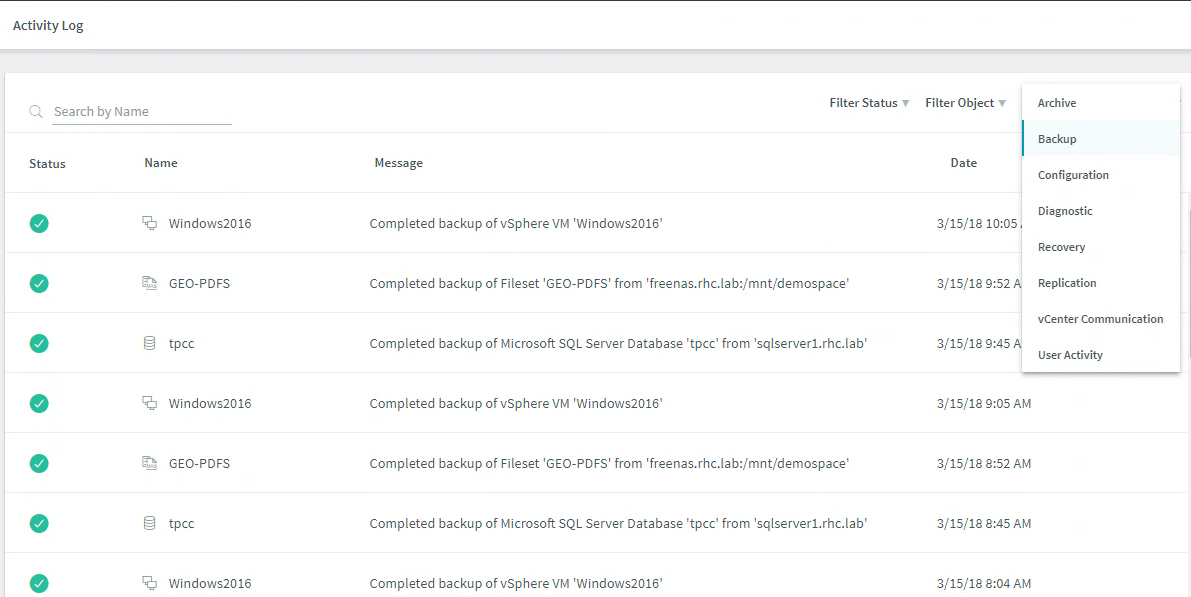 Activity Log
Search by Name
Filter Status
Filter Object
Archive
Backup
Configuration
Diagnostic
Recovery
Replication
vCenter Communication
User Activity
Status Name Message Date
Windows2016 Completed backup of vSphere VM 'Windows2016' 3/15/18 10:05
GEO-PDFS Completed backup of Fileset 'GEO-PDFS' from 'freenas.rhc.lab:/mnt/demospace' 3/15/18 9:52 A
tpcc Completed backup of Microsoft SQL Server Database 'tpcc' from 'sqlserver1.rhc.lab' 3/15/18 9:45 A
Windows2016 Completed backup of vSphere VM 'Windows2016' 3/15/18 9:05 AM
GEO-PDFS Completed backup of Fileset 'GEO-PDFS' from 'freenas.rhc.lab:/mnt/demospace' 3/15/18 8:52 AM
tpcc Completed backup of Microsoft SQL Server Database 'tpcc' from 'sqlserver1.rhc.lab' 3/15/18 8:45 AM
Windows2016 Completed backup of vSphere VM 'Windows2016' 3/15/18 8:04 AM